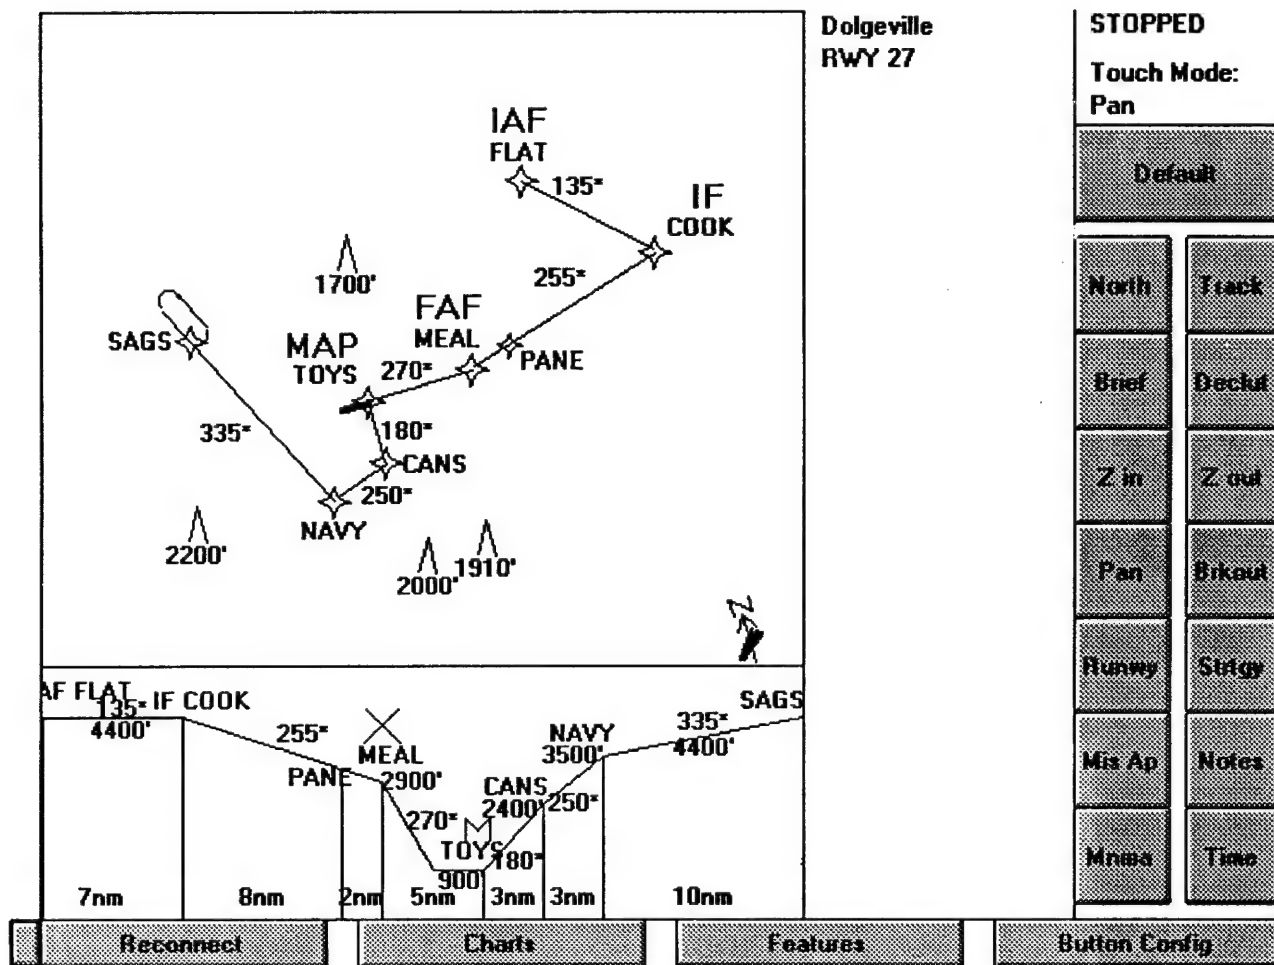 Dolgeville
RWY 27
STOPPED
Touch Mode:
Pan
Default
North
Track
Brief
Declut
Z in
Z out
Pan
Brkout
Runwy
Strtgy
Mis Ap
Notes
Mnma
Time
IAF
FLAT
135°
IF
COOK
255°
1700'
FAF
MEAL
PANE
SAGS
MAP
TOYS
270°
335°
180°
CANS
250°
NAVY
2200'
2000'
1910'
N
AF FLAT
135°
4400'
IF COOK
255°
PANE
MEAL
2900'
270°
TOYS
900'
CANS
2400'
180°
NAVY
3500'
250°
SAGS
335°
4400'
7nm
8nm
2nm
5nm
3nm
3nm
10nm
Reconnect
Charts
Features
Button Config